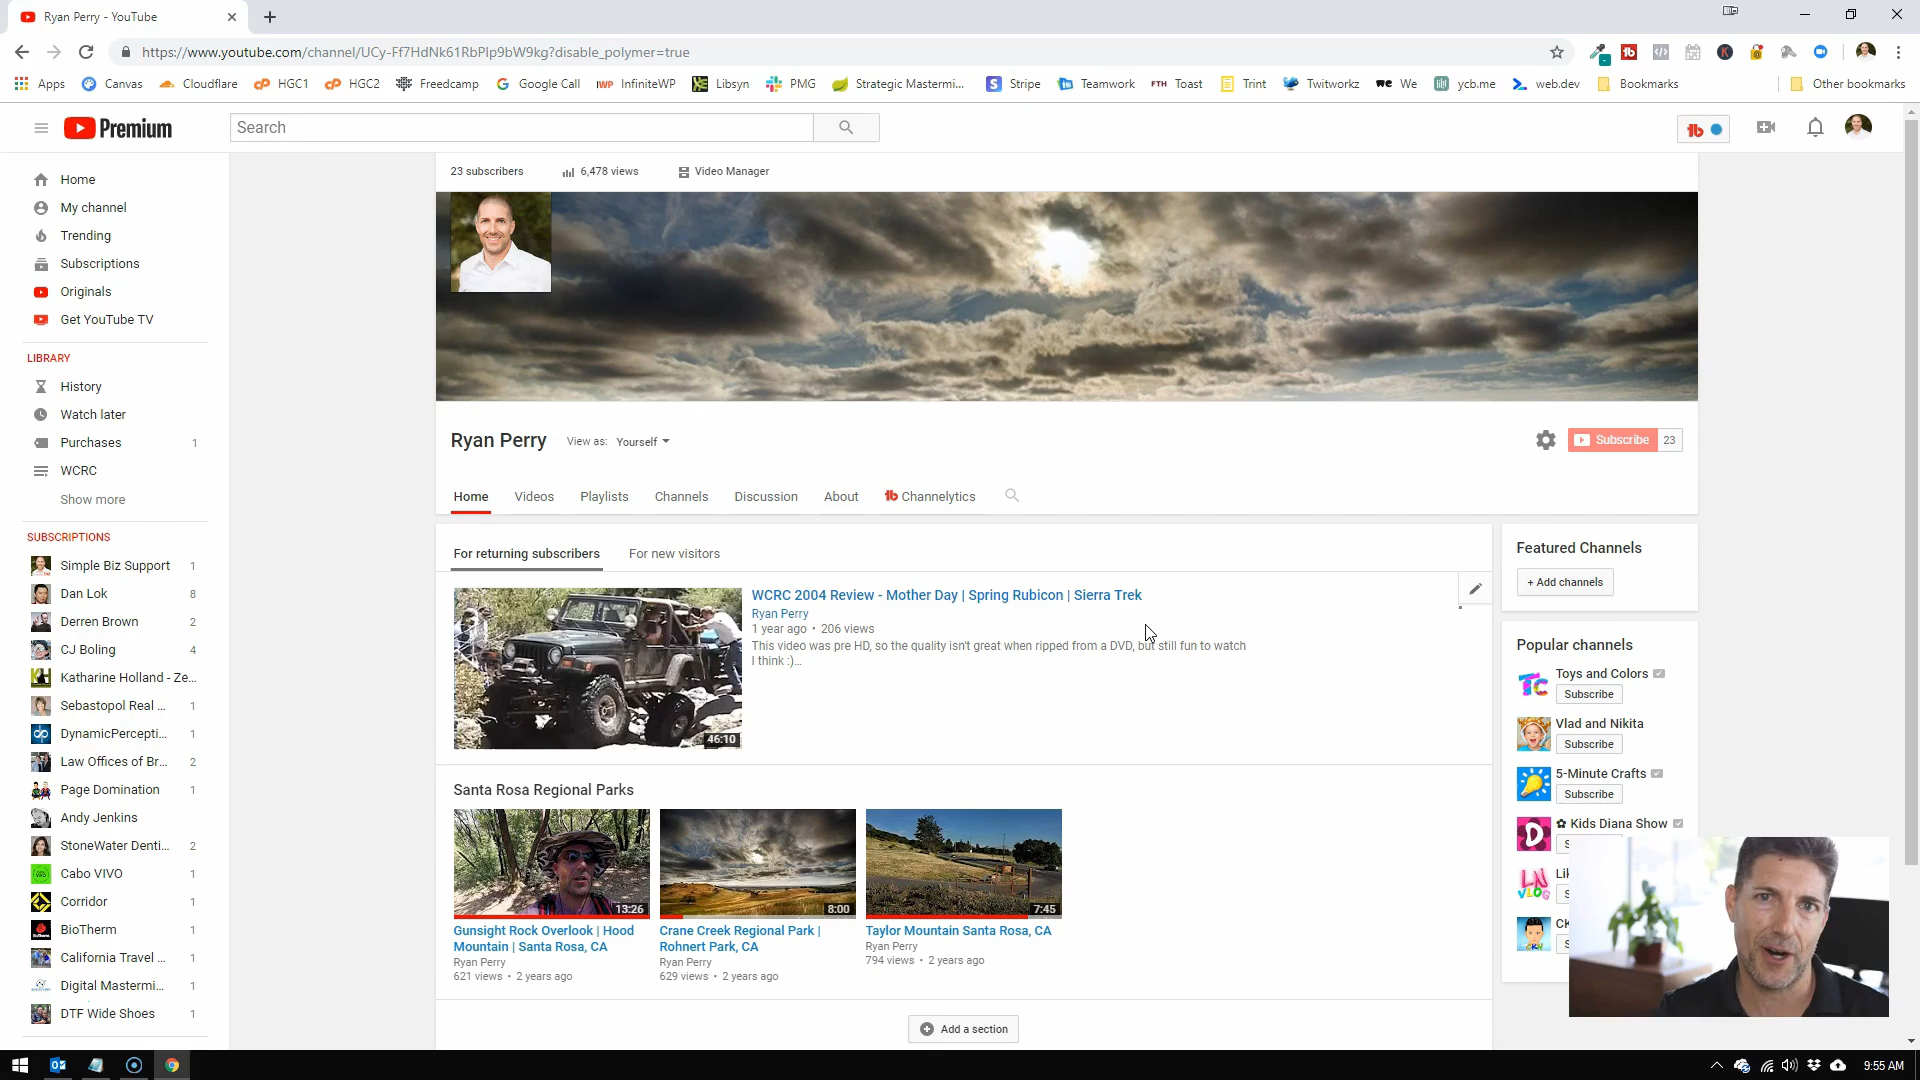 Ryan Perry - YouTube
https://www.youtube.com/channel/UCy-Ff7HdNk61RbPIp9bW9kg?disable_polymer=true
Apps Canvas Cloudflare HGC1 HGC2 Freedcamp Google Call InfiniteWP Libsyn PMG Strategic Mastermi... Stripe Teamwork FTH Toast Trint Twitworkz We ycb.me web.dev Bookmarks Other bookmarks
Premium
Search
23 subscribers 6,478 views Video Manager
Home
My channel
Trending
Subscriptions
Originals
Get YouTube TV
LIBRARY
History
Watch later
Purchases 1
WCRC
Show more
SUBSCRIPTIONS
Simple Biz Support 1
Dan Lok 8
Derren Brown 2
CJ Boling 4
Katharine Holland - Ze...
Sebastopol Real ... 1
DynamicPercepti... 1
Law Offices of Br... 2
Page Domination 1
Andy Jenkins
StoneWater Denti... 2
Cabo VIVO 1
Corridor 1
BioTherm 1
California Travel ... 1
Digital Mastermi... 1
DTF Wide Shoes 1
Ryan Perry View as: Yourself
Subscribe 23
Home Videos Playlists Channels Discussion About Channelytics
For returning subscribers For new visitors
WCRC 2004 Review - Mother Day | Spring Rubicon | Sierra Trek
Ryan Perry
1 year ago • 206 views
This video was pre HD, so the quality isn't great when ripped from a DVD, but still fun to watch
I think :)...
46:10
Santa Rosa Regional Parks
13:26
Gunsight Rock Overlook | Hood
Mountain | Santa Rosa, CA
Ryan Perry
621 views • 2 years ago
8:00
Crane Creek Regional Park |
Rohnert Park, CA
Ryan Perry
629 views • 2 years ago
7:45
Taylor Mountain Santa Rosa, CA
Ryan Perry
794 views • 2 years ago
Add a section
Featured Channels
+ Add channels
Popular channels
Toys and Colors
Subscribe
Vlad and Nikita
Subscribe
5-Minute Crafts
Subscribe
✿ Kids Diana Show
S
Lik
S
CK
S
9:55 AM